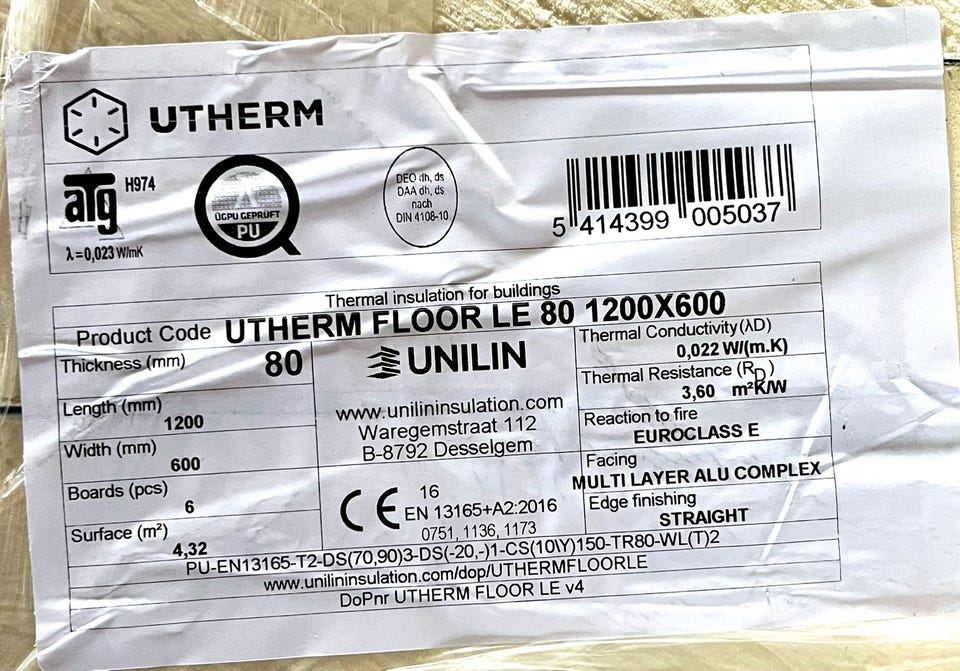 UTHERM
aTg H974
λ=0,023 W/mK
ÜGPU GEPRÜFT
PU
DEO dh, ds
DAA dh, ds
nach
DIN 4108-10
5 414399 005037
Thermal insulation for buildings
Product Code UTHERM FLOOR LE 80 1200X600
Thickness (mm)
80
Length (mm)
1200
Width (mm)
600
Boards (pcs)
6
Surface (m²)
4,32
UNILIN
www.unilininsulation.com
Waregemstraat 112
B-8792 Desselgem
CE 16
EN 13165+A2:2016
0751, 1136, 1173
Thermal Conductivity(λD)
0,022 W/(m.K)
Thermal Resistance (RD)
3,60 m²K/W
Reaction to fire
EUROCLASS E
Facing
MULTI LAYER ALU COMPLEX
Edge finishing
STRAIGHT
PU-EN13165-T2-DS(70,90)3-DS(-20,-)1-CS(10\Y)150-TR80-WL(T)2
www.unilininsulation.com/dop/UTHERMFLOORLE
DoPnr UTHERM FLOOR LE v4